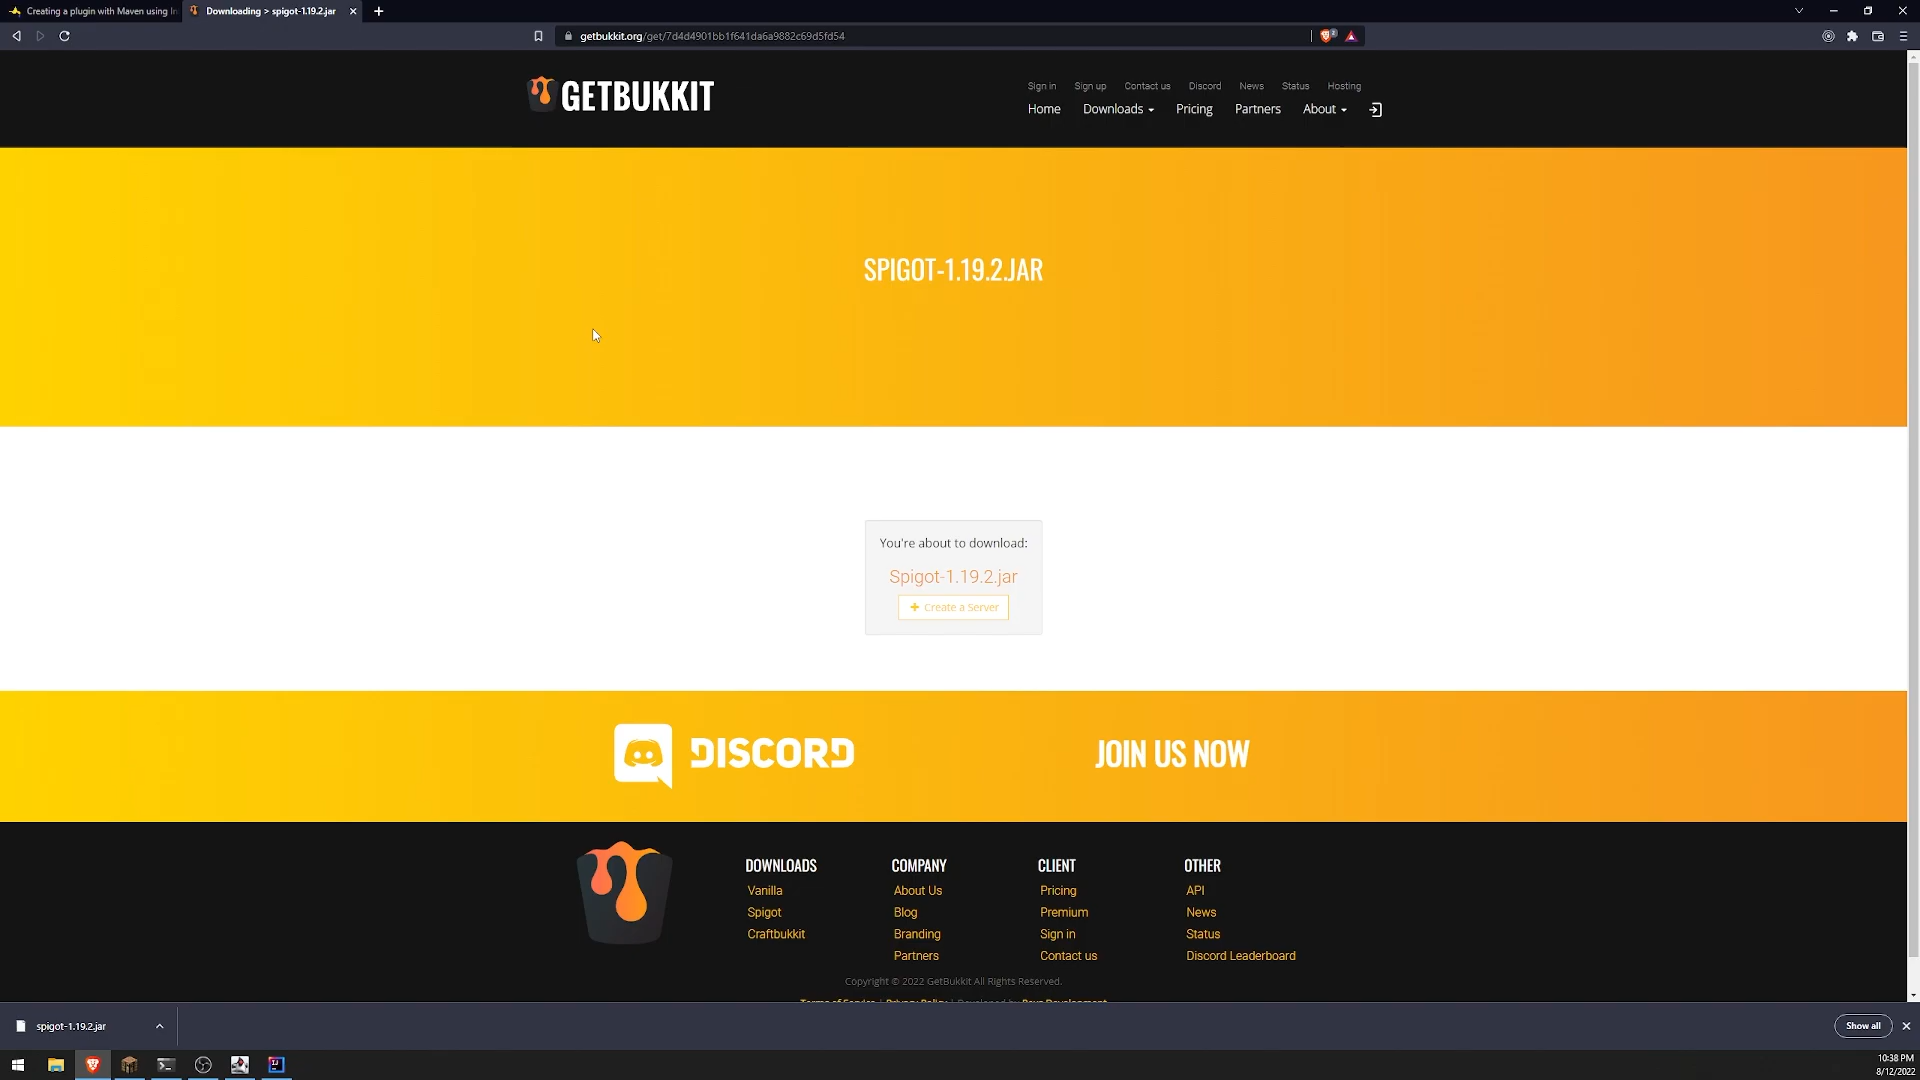 Creating a plugin with Maven using In
Downloading > spigot-1.19.2.jar
getbukkit.org/get/7d4d4901bb1f641da6a9882c69d5fd54
2
GETBUKKIT
Sign in Sign up Contact us Discord News Status Hosting
Home Downloads Pricing Partners About
SPIGOT-1.19.2.JAR
You're about to download:
Spigot-1.19.2.jar
Create a Server
DISCORD
JOIN US NOW
DOWNLOADS
Vanilla
Spigot
Craftbukkit
COMPANY
About Us
Blog
Branding
Partners
CLIENT
Pricing
Premium
Sign in
Contact us
OTHER
API
News
Status
Discord Leaderboard
Copyright © 2022 GetBukkit All Rights Reserved.
spigot-1.19.2.jar
Show all
IJ
10:38 PM
8/12/2022